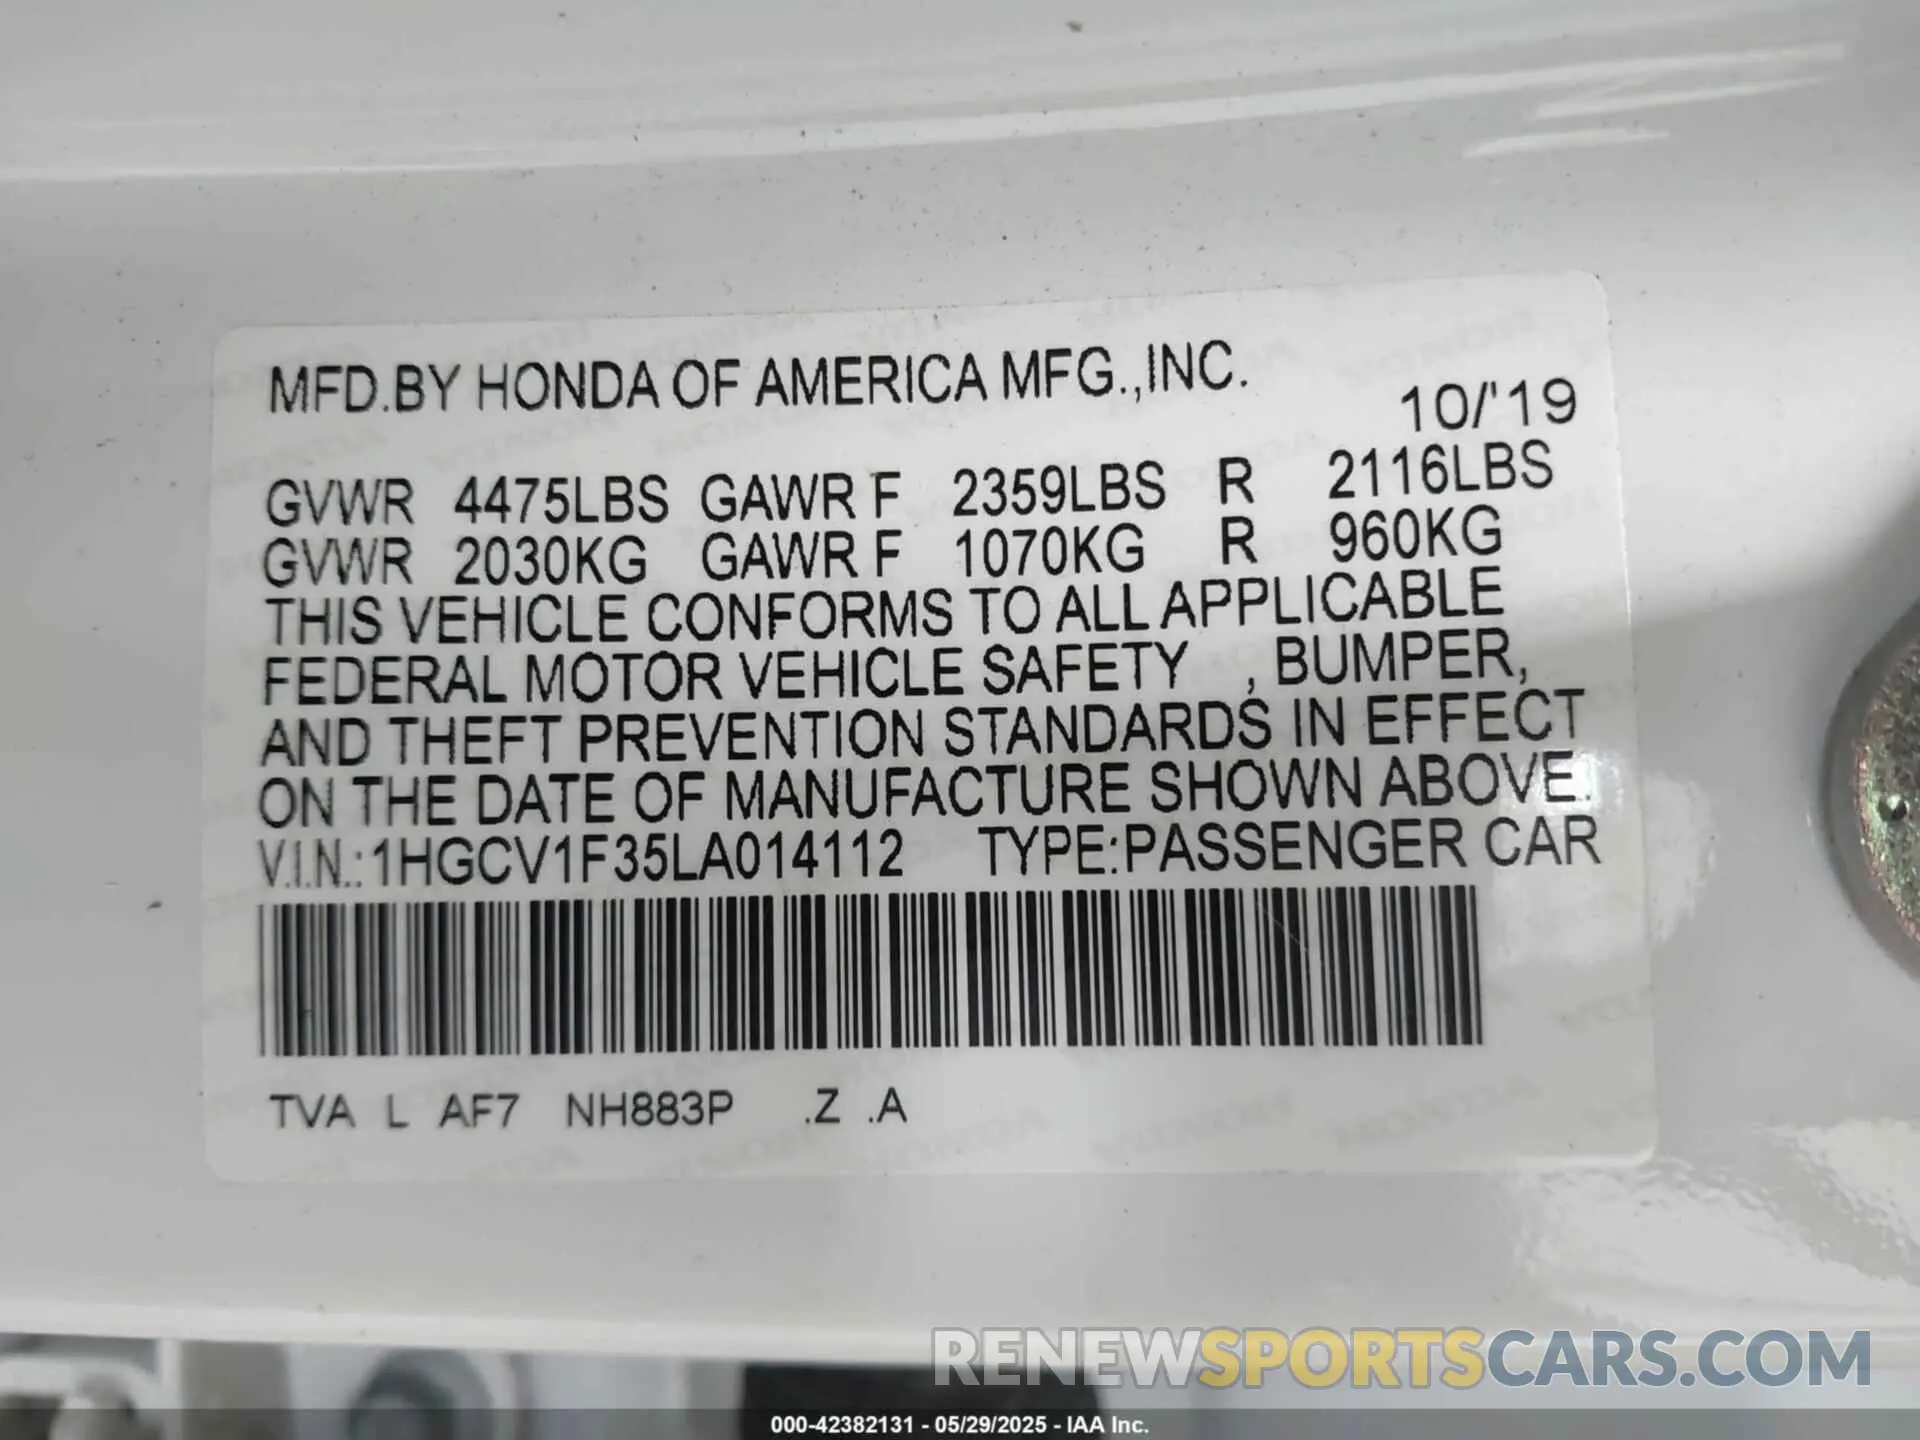 MFD.BY HONDA OF AMERICA MFG.,INC.
10/'19
GVWR 4475LBS GAWR F 2359LBS R 2116LBS
GVWR 2030KG GAWR F 1070KG R 960KG
THIS VEHICLE CONFORMS TO ALL APPLICABLE
FEDERAL MOTOR VEHICLE SAFETY , BUMPER,
AND THEFT PREVENTION STANDARDS IN EFFECT
ON THE DATE OF MANUFACTURE SHOWN ABOVE.
V.I.N.:1HGCV1F35LA014112 TYPE:PASSENGER CAR
TVA L AF7 NH883P .Z .A
RENEWSPORTSCARS.COM
000-42382131 - 05/29/2025 - IAA Inc.